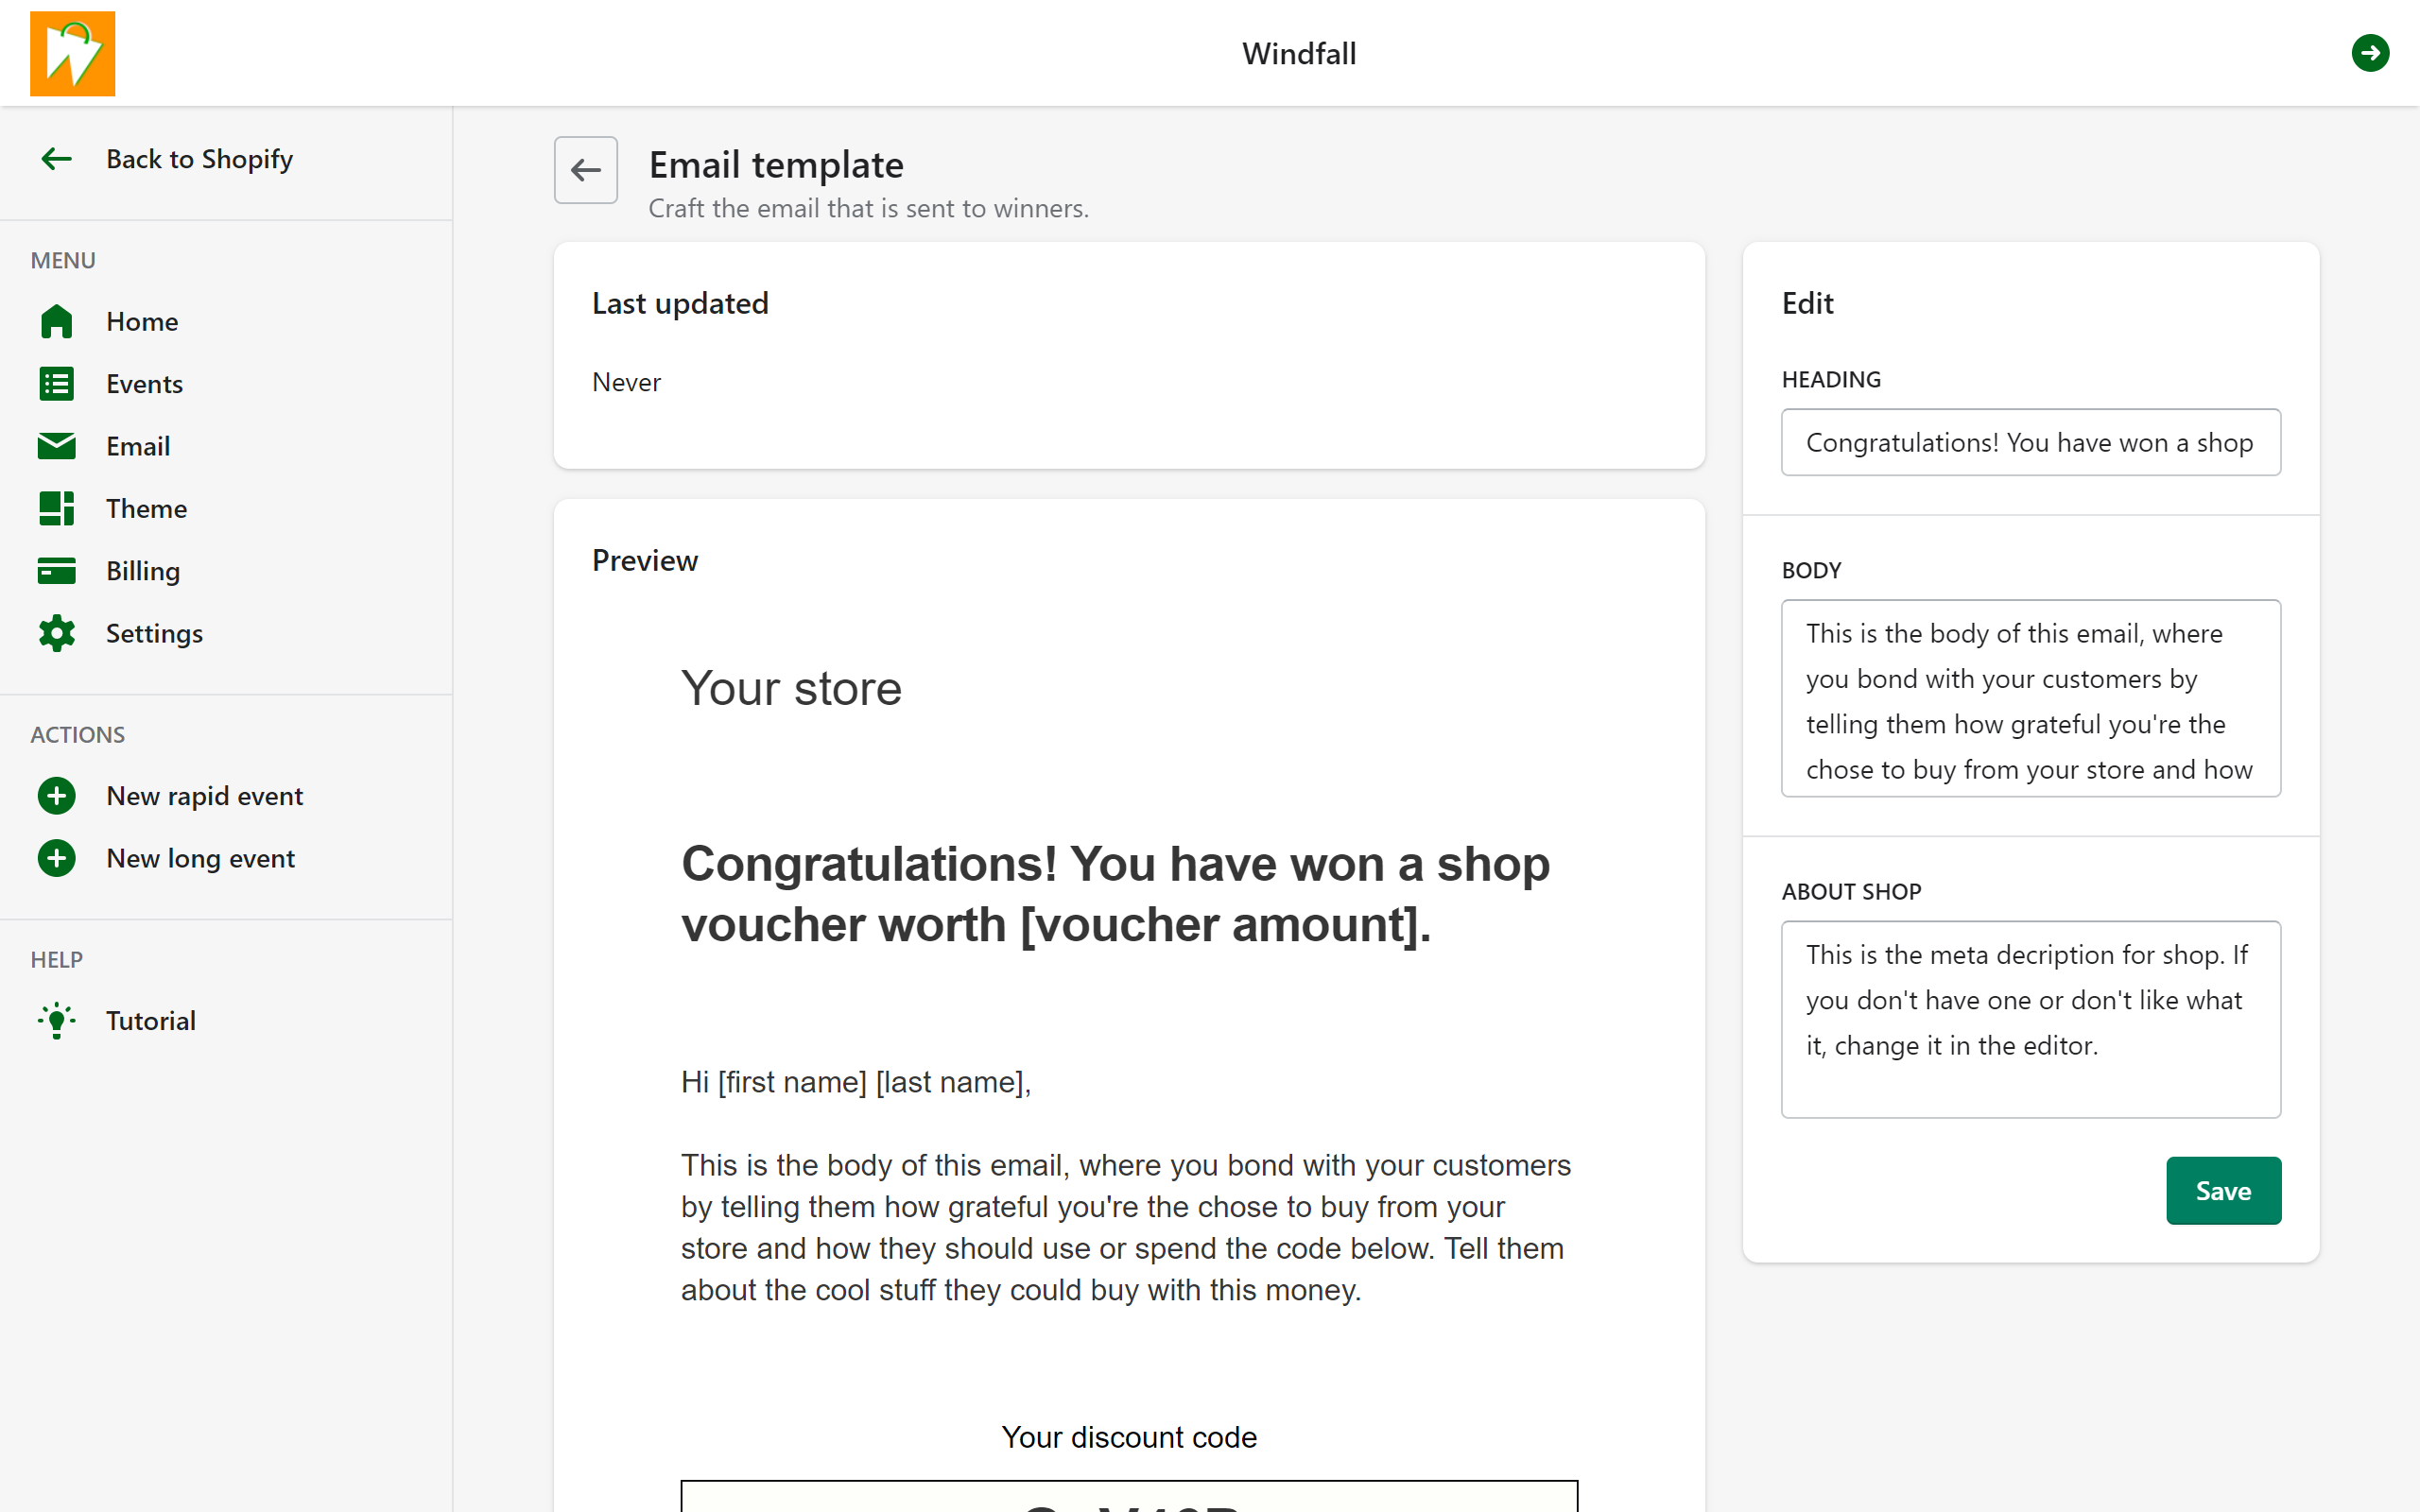 Windfall
Back to Shopify
MENU
Home
Events
Email
Theme
Billing
Settings
ACTIONS
New rapid event
New long event
HELP
Tutorial
Email template
Craft the email that is sent to winners.
Last updated
Never
Preview
Your store
Congratulations! You have won a shop
voucher worth [voucher amount].
Hi [first name] [last name],
This is the body of this email, where you bond with your customers
by telling them how grateful you're the chose to buy from your
store and how they should use or spend the code below. Tell them
about the cool stuff they could buy with this money.
Your discount code
Edit
HEADING
Congratulations! You have won a shop
BODY
This is the body of this email, where
you bond with your customers by
telling them how grateful you're the
chose to buy from your store and how
ABOUT SHOP
This is the meta decription for shop. If
you don't have one or don't like what
it, change it in the editor.
Save